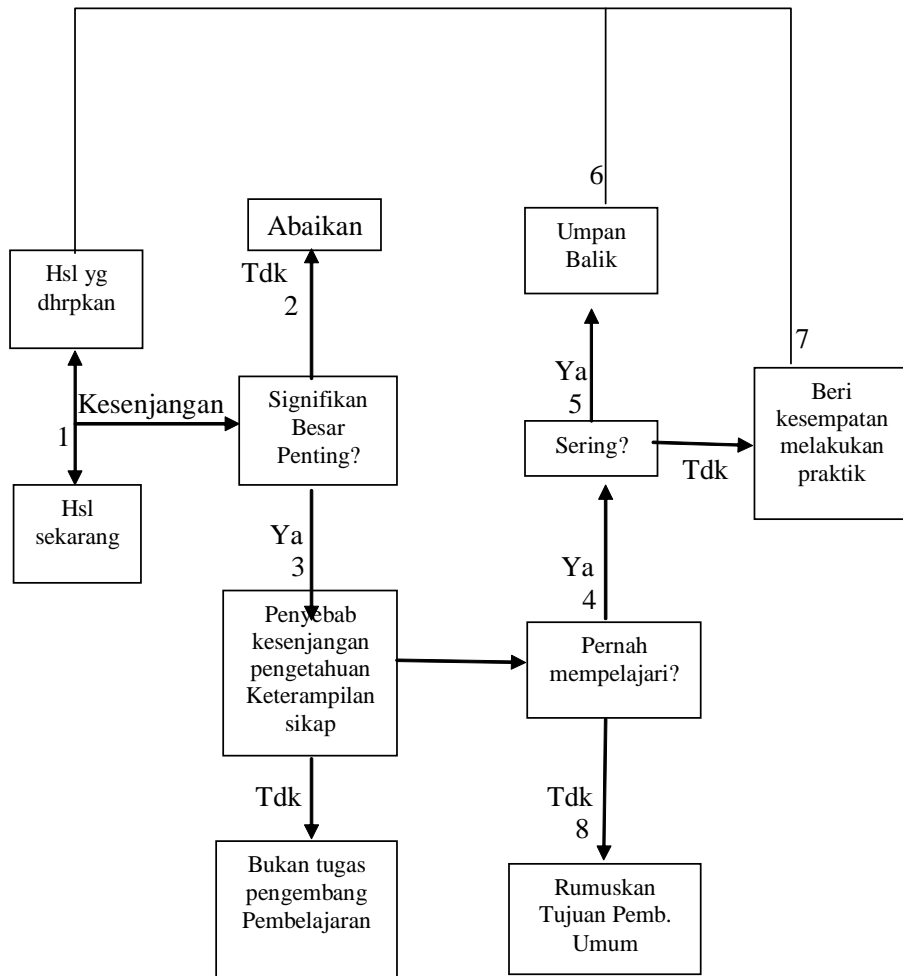 6
Abaikan
Umpan
Balik
Hsl yg
dhrpkan
Tdk
2
7
Ya
5
Kesenjangan
1
Signifikan
Besar
Penting?
Sering?
Tdk
Beri
kesempatan
melakukan
praktik
Hsl
sekarang
Ya
3
Ya
4
Penyebab
kesenjangan
pengetahuan
Keterampilan
sikap
Pernah
mempelajari?
Tdk
Tdk
8
Bukan tugas
pengembang
Pembelajaran
Rumuskan
Tujuan Pemb.
Umum